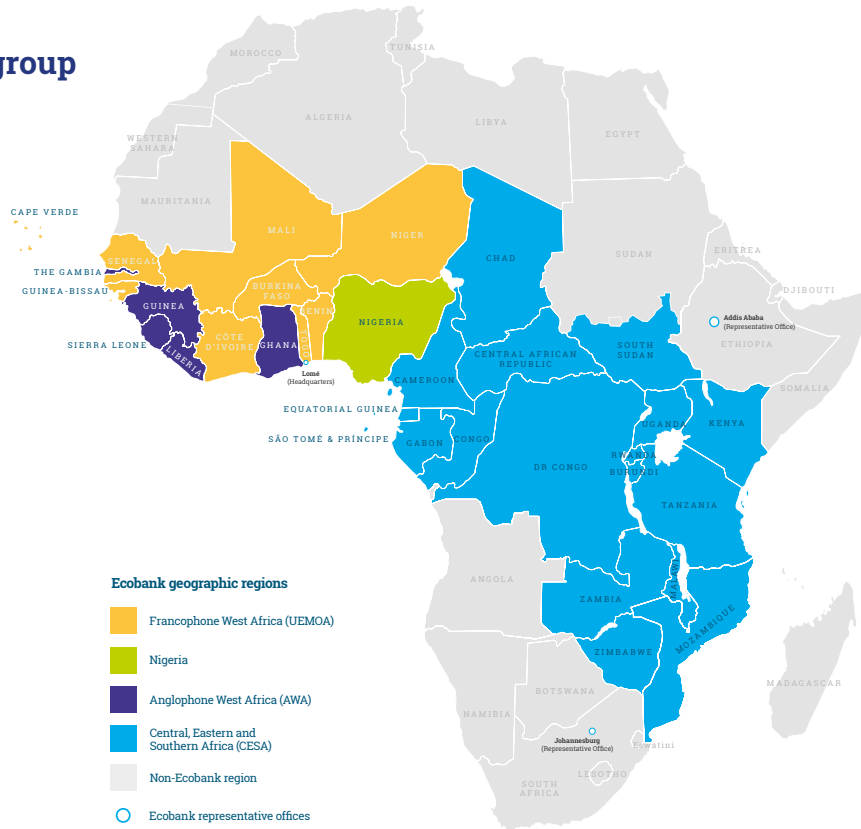 group
MOROCCO
TUNISIA
ALGERIA
LIBYA
EGYPT
WESTERN
SAHARA
MAURITANIA
CAPE VERDE
MALI
NIGER
CHAD
SUDAN
ERITREA
SENEGAL
THE GAMBIA
GUINEA-BISSAU
GUINEA
BURKINA
FASO
BENIN
NIGERIA
DJIBOUTI
Addis Ababa
(Representative Office)
ETHIOPIA
SIERRA LEONE
LIBERIA
CÔTE
D'IVOIRE
GHANA
TOGO
Lomé
(Headquarters)
CENTRAL AFRICAN
REPUBLIC
SOUTH
SUDAN
SOMALIA
CAMEROON
EQUATORIAL GUINEA
SÃO TOMÉ & PRÍNCIPE
GABON
CONGO
DR CONGO
UGANDA
KENYA
RWANDA
BURUNDI
TANZANIA
ANGOLA
ZAMBIA
MALAWI
MOZAMBIQUE
ZIMBABWE
MADAGASCAR
NAMIBIA
BOTSWANA
Johannesburg
(Representative Office)
Eswatini
LESOTHO
SOUTH
AFRICA
Ecobank geographic regions
Francophone West Africa (UEMOA)
Nigeria
Anglophone West Africa (AWA)
Central, Eastern and
Southern Africa (CESA)
Non-Ecobank region
Ecobank representative offices